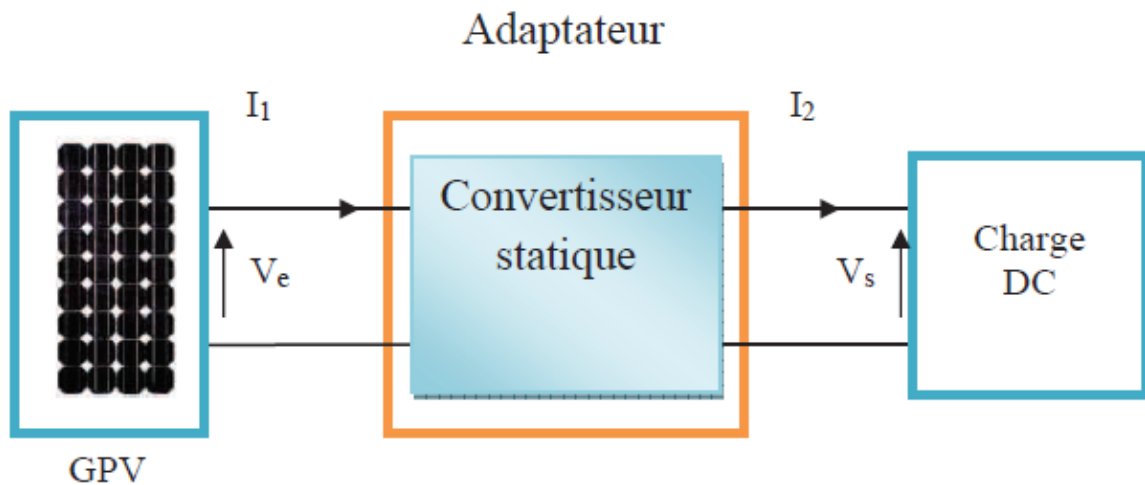 Adaptateur
I₁
I₂
Convertisseur
statique
Vₑ
Vₛ
Charge
DC
GPV